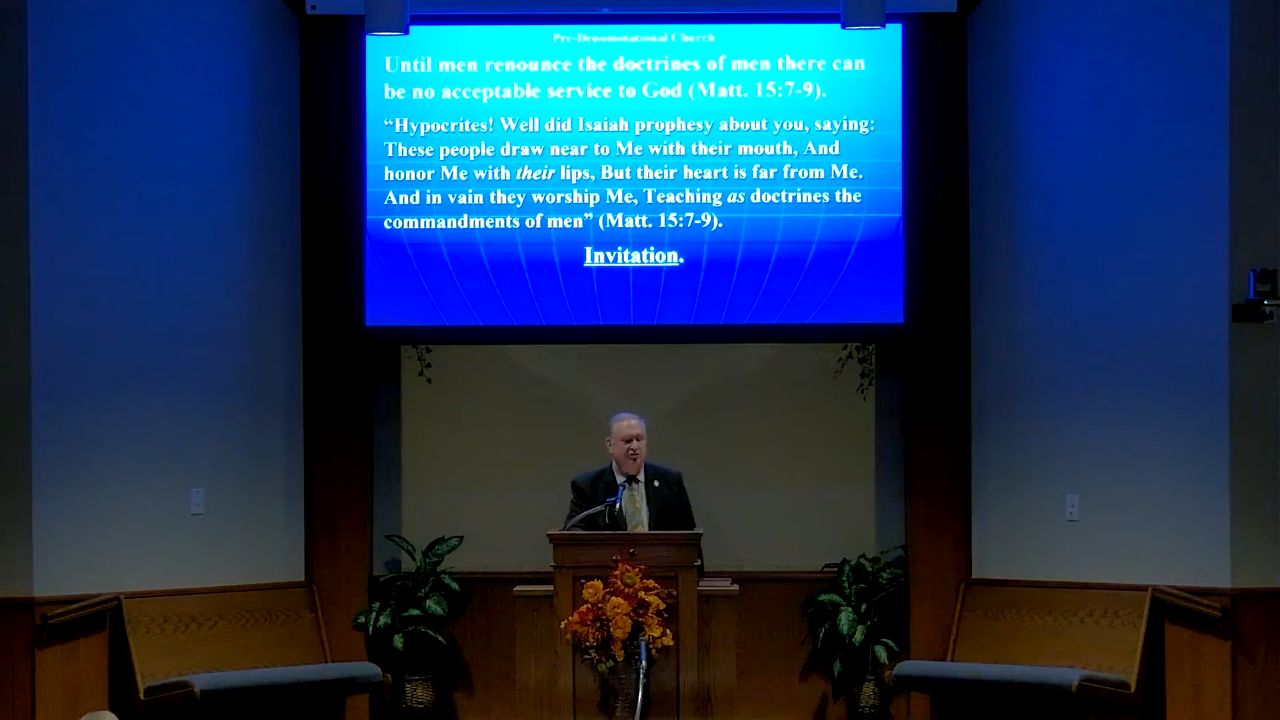 Pre-Denomonational Church
Until men renounce the doctrines of men there can
be no acceptable service to God (Matt. 15:7-9).
“Hypocrites! Well did Isaiah prophesy about you, saying:
These people draw near to Me with their mouth, And
honor Me with their lips, But their heart is far from Me.
And in vain they worship Me, Teaching as doctrines the
commandments of men” (Matt. 15:7-9).
Invitation.